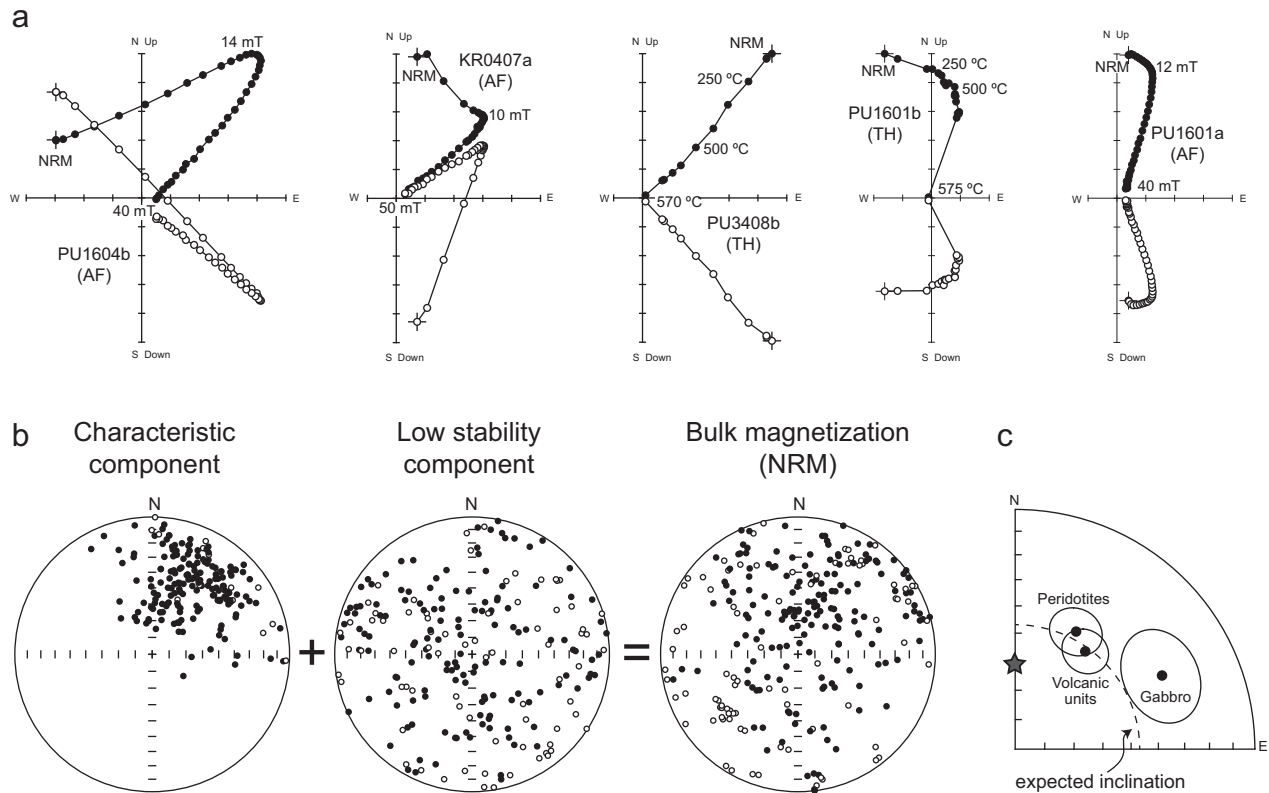 a
N Up
14 mT
NRM
W
E
40 mT
PU1604b
(AF)
S Down
N Up
KR0407a
(AF)
NRM
10 mT
W
E
50 mT
S Down
N Up
NRM
250 ºC
500 ºC
W
E
570 ºC
PU3408b
(TH)
S Down
N Up
NRM
250 ºC
500 ºC
PU1601b
(TH)
575 ºC
W
E
S Down
N Up
NRM
12 mT
PU1601a
(AF)
40 mT
W
E
S Down
b
Characteristic
component
N
+
Low stability
component
N
=
Bulk magnetization
(NRM)
N
c
N
Peridotites
Volcanic
units
Gabbro
E
expected inclination